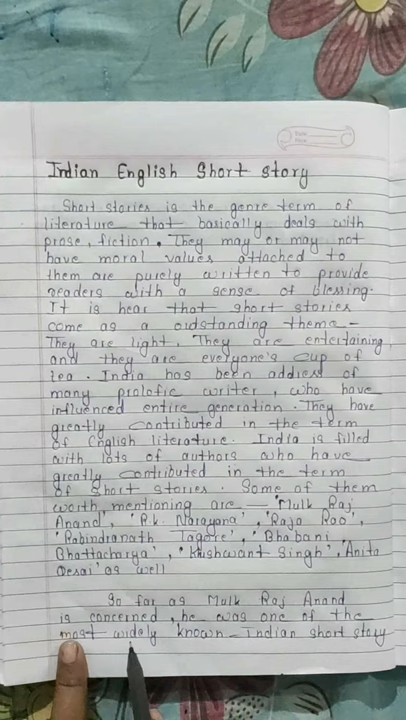 Indian English Short story
Short stories is the genre term of
literature that basically deals with
prose, fiction. They may or may not
have moral values attached to
them are purely written to provide
readers with a sense of blessing.
It is hear that short stories
come as a outstanding theme -
They are light. They are entertaining,
and they are everyone's cup of
tea. India has been addied of
many prolofic writer, who have
influenced entire generation. They have
greatly contributed in the term
of English literature. India is filled
with lots of authors who have
greatly contributed in the term
of Short stories. Some of them
worth mentioning are — 'Mulk Raj
Anand', 'R.k. Narayana', 'Raja Rao',
'Rabindranath Tagore', 'Bhabani
Bhattacharya', 'Khushwant Singh', Anita
Desai' as well
So far as Mulk Raj Anand
is concerned, he was one of the
most widely known Indian short story